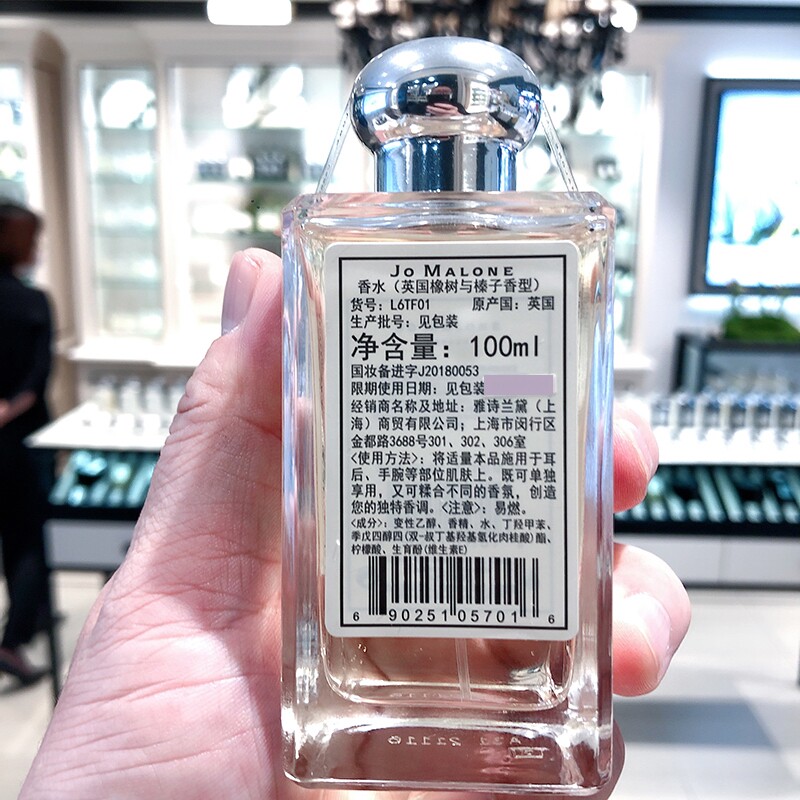 Jo MALONE
香水（英国橡树与榛子香型）
货号：L6TF01 原产国：英国
生产批号：见包装
净含量：100ml
国妆备进字J20180053
限期使用日期：见包装
经销商名称及地址：雅诗兰黛（上
海）商贸有限公司；上海市闵行区
金都路3688号301、302、306室
<使用方法>：将适量本品施用于耳
后、手腕等部位肌肤上。既可单独
享用，又可糅合不同的香氛，创造
您的独特香调。<注意>：易燃。
<成分>：变性乙醇、香精、水、丁羟甲苯、
季戊四醇四(双-叔丁基羟基氢化肉桂酸)酯、
柠檬酸、生育酚(维生素E)
6 90251 05701 6